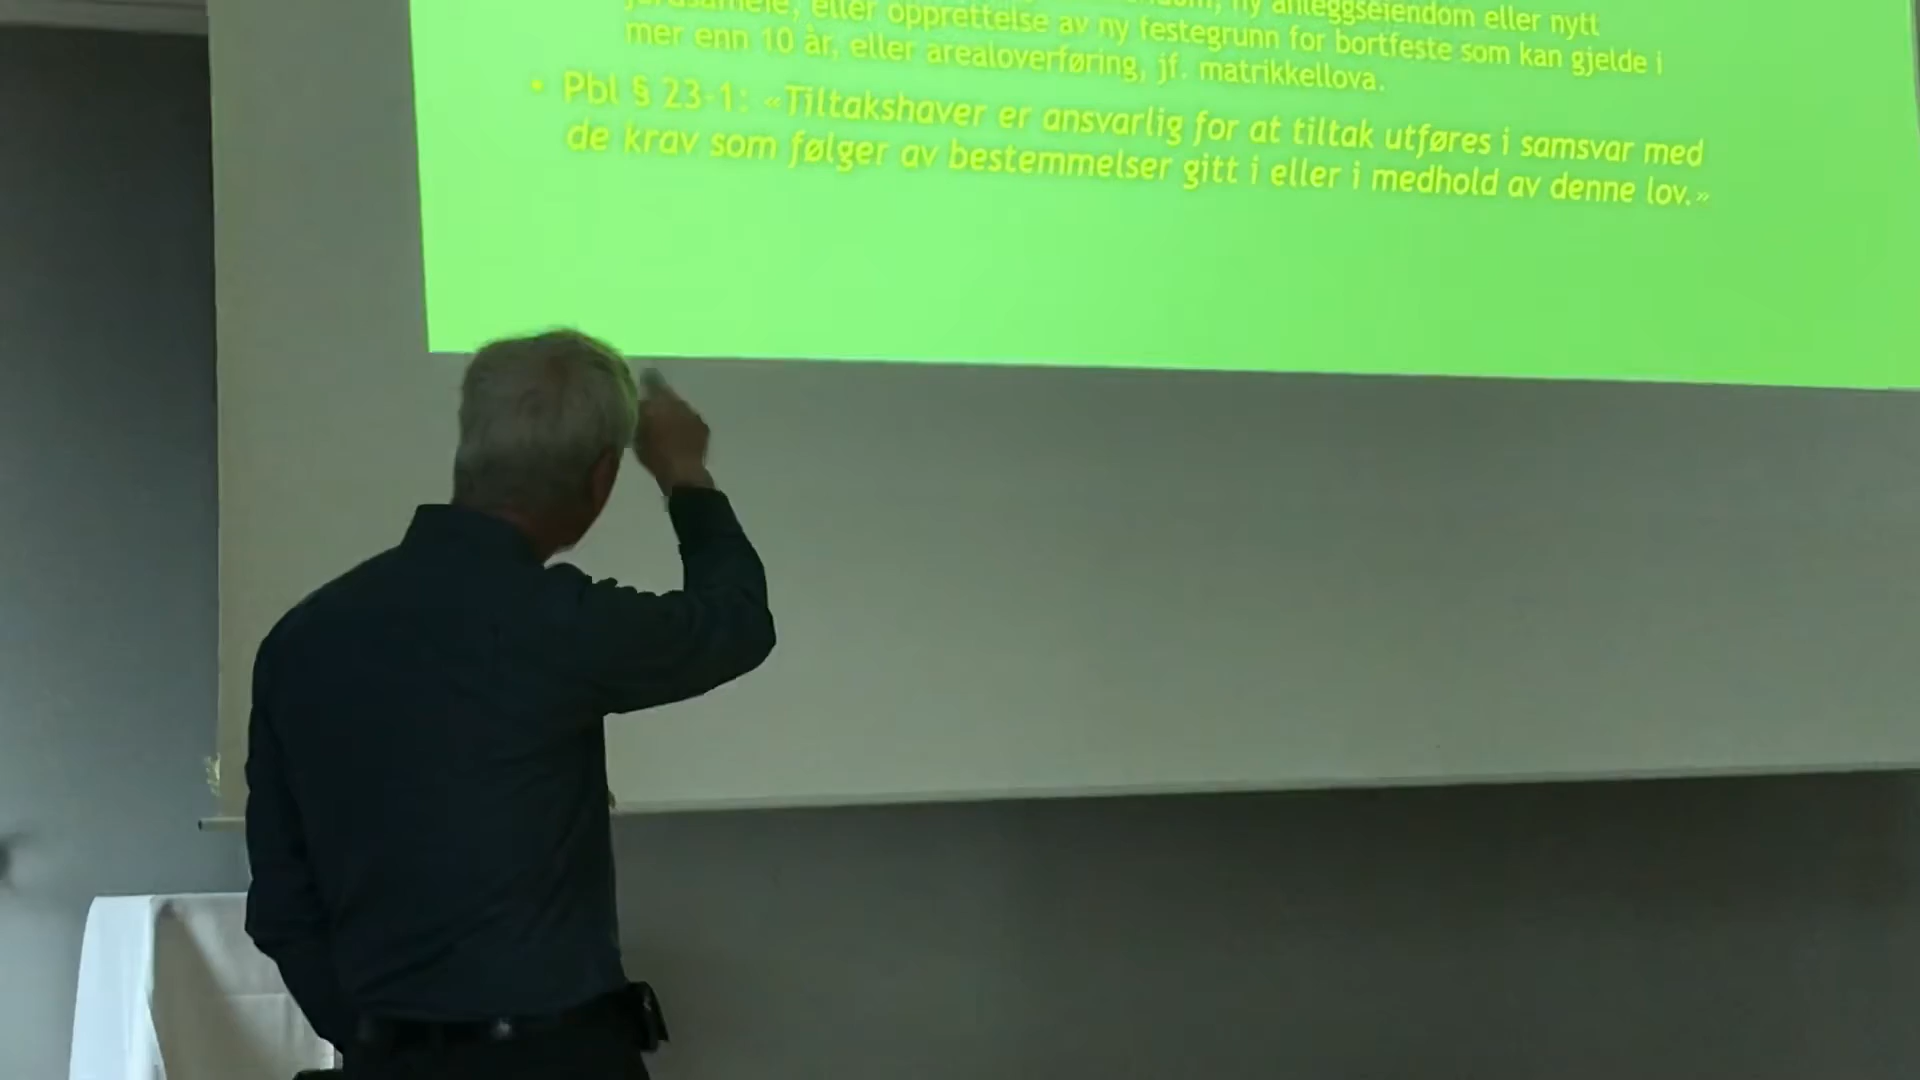 ny anleggseiendom eller nytt
jordsameie, eller opprettelse av ny festegrunn for bortfeste som kan gjelde i
mer enn 10 år, eller arealoverføring, jf. matrikkellova.
• Pbl § 23-1: «Tiltakshaver er ansvarlig for at tiltak utføres i samsvar med
de krav som følger av bestemmelser gitt i eller i medhold av denne lov.»